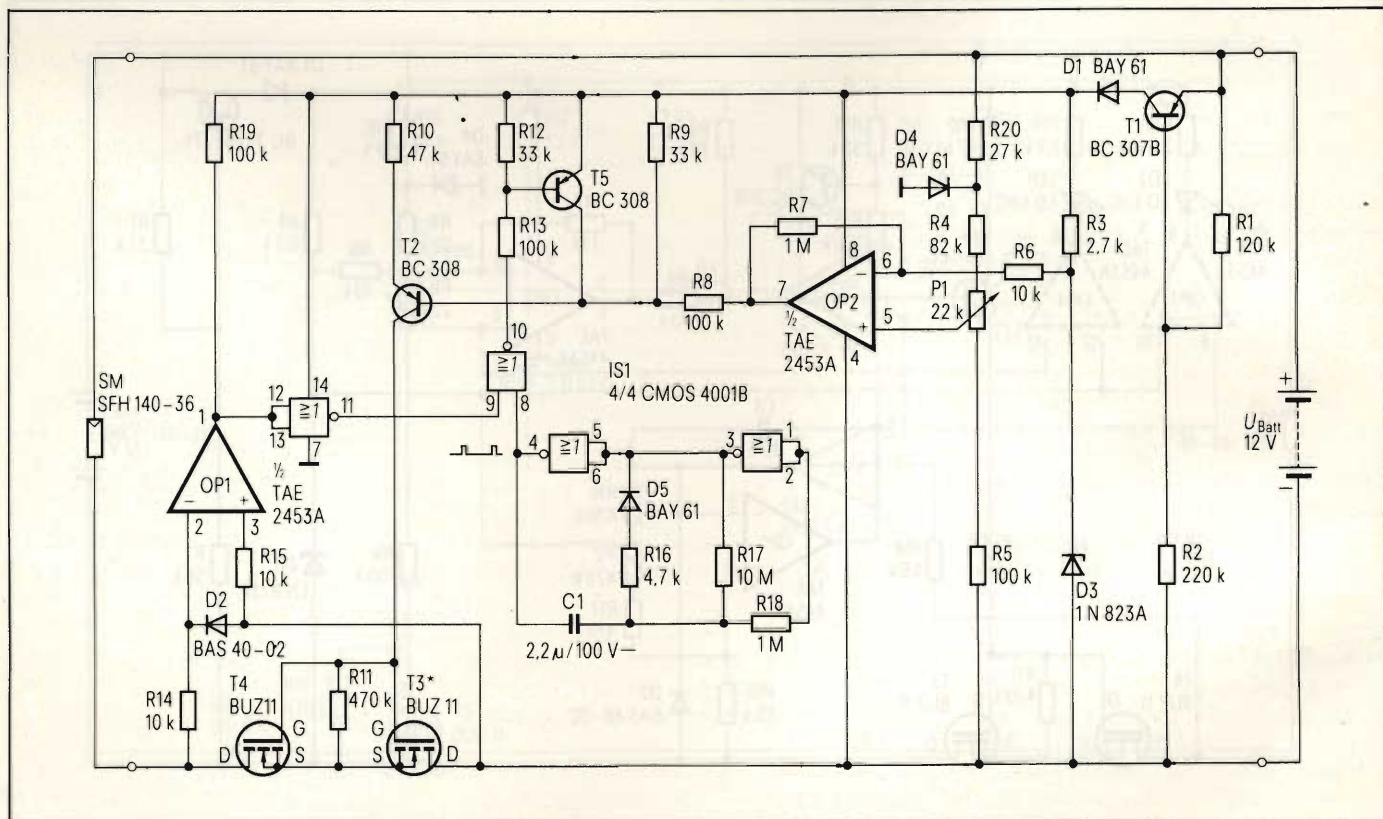 D1 BAY 61
T1
BC 307B
R19
100 k
R10
47 k
R12
33 k
T5
BC 308
R9
33 k
D4
BAY 61
R20
27 k
R13
100 k
R7
1 M
R4
82 k
R3
2,7 k
R1
120 k
T2
BC 308
R6
10 k
R8
100 k
8
6
7
OP2
−
+
5
4
½
TAE
2453A
P1
22 k
10
≧1
9
8
IS1
4/4 CMOS 4001B
SM
SFH 140-36
1
12
13
14
≧1
11
7
OP1
−
+
2
3
½
TAE
2453A
4
≧1
5
6
3
≧1
1
2
+
UBatt
12 V
−
D5
BAY 61
R15
10 k
R16
4,7 k
R17
10 M
R18
1 M
C1
2,2 µ/100 V−
R5
100 k
D3
1 N 823A
R2
220 k
D2
BAS 40-02
R14
10 k
T4
BUZ11
R11
470 k
T3*
BUZ 11
D
G
S
G
S
D